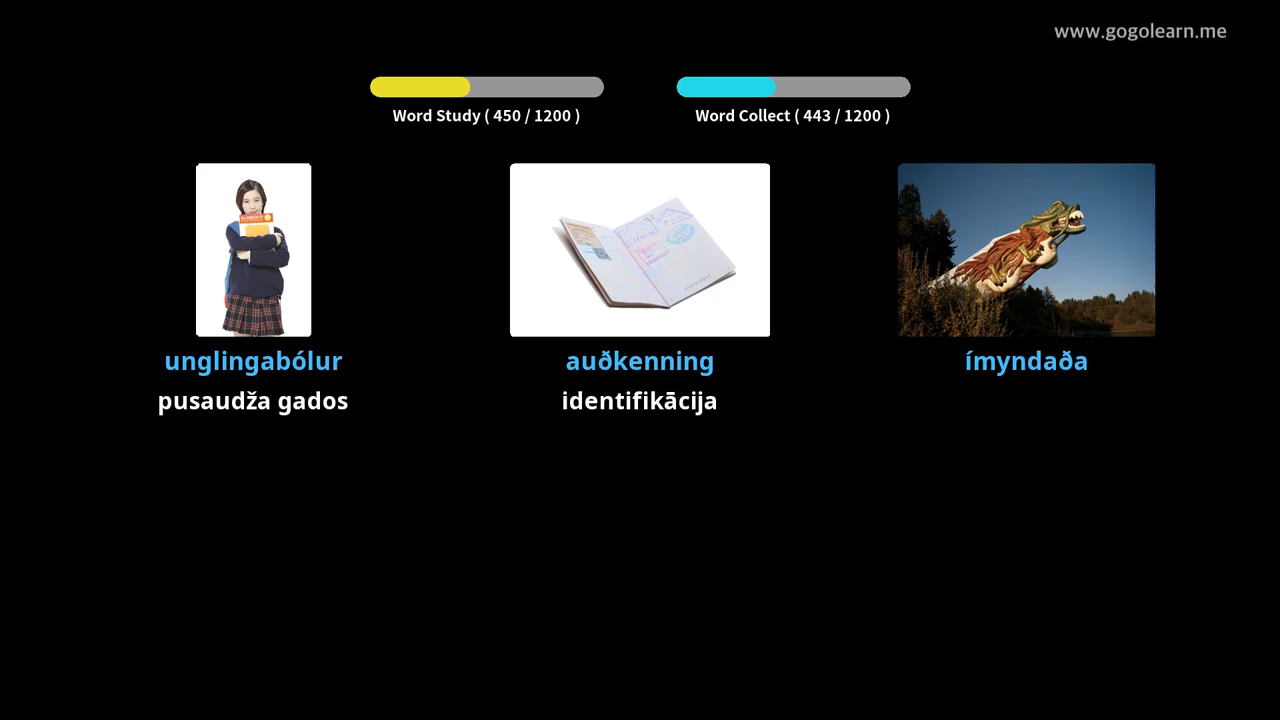 www.gogolearn.me
Word Study ( 450 / 1200 )
Word Collect ( 443 / 1200 )
unglingabólur
auðkenning
ímyndaða
pusaudža gados
identifikācija